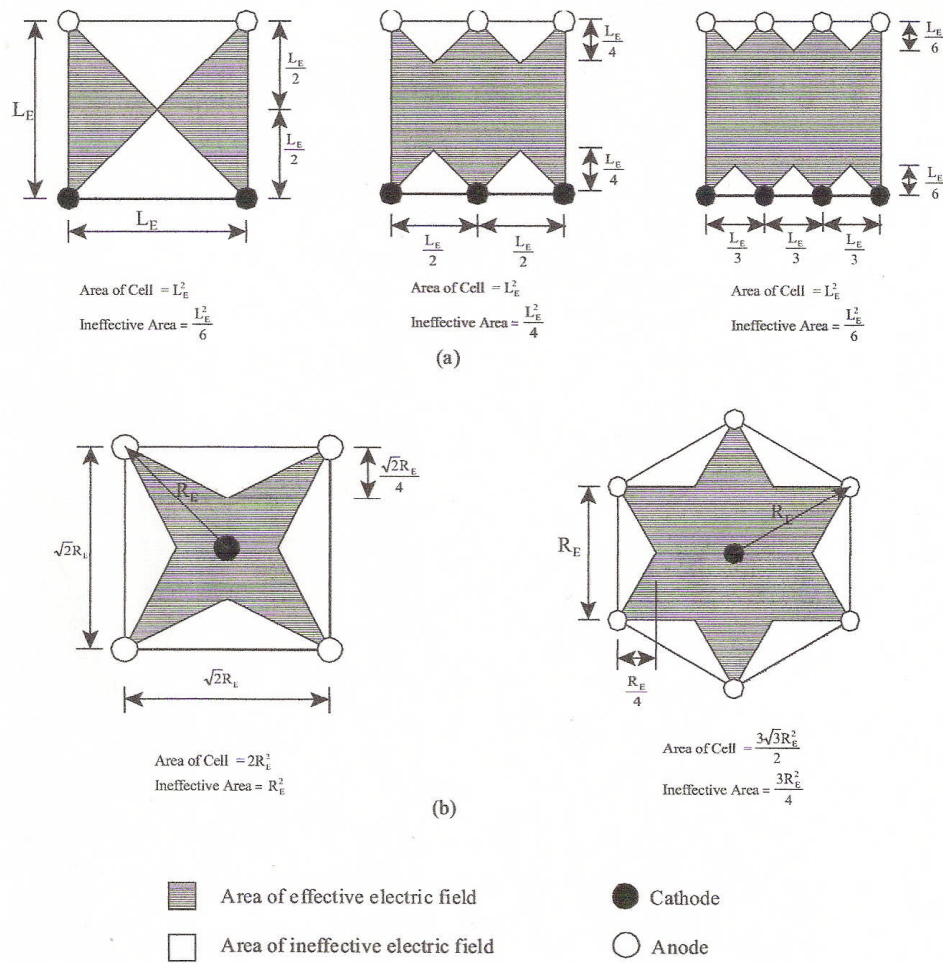 L_E
L_E/2
L_E/2
L_E
Area of Cell = L_E^2
Ineffective Area = L_E^2/6
L_E/4
L_E/4
L_E/2 L_E/2
Area of Cell = L_E^2
Ineffective Area = L_E^2/4
L_E/6
L_E/6
L_E/3 L_E/3 L_E/3
Area of Cell = L_E^2
Ineffective Area = L_E^2/6
(a)
√2R_E/4
R_E
√2R_E
√2R_E
Area of Cell = 2R_E^2
Ineffective Area = R_E^2
R_E
R_E
R_E/4
Area of Cell = 3√3R_E^2/2
Ineffective Area = 3R_E^2/4
(b)
Area of effective electric field
Cathode
Area of ineffective electric field
Anode